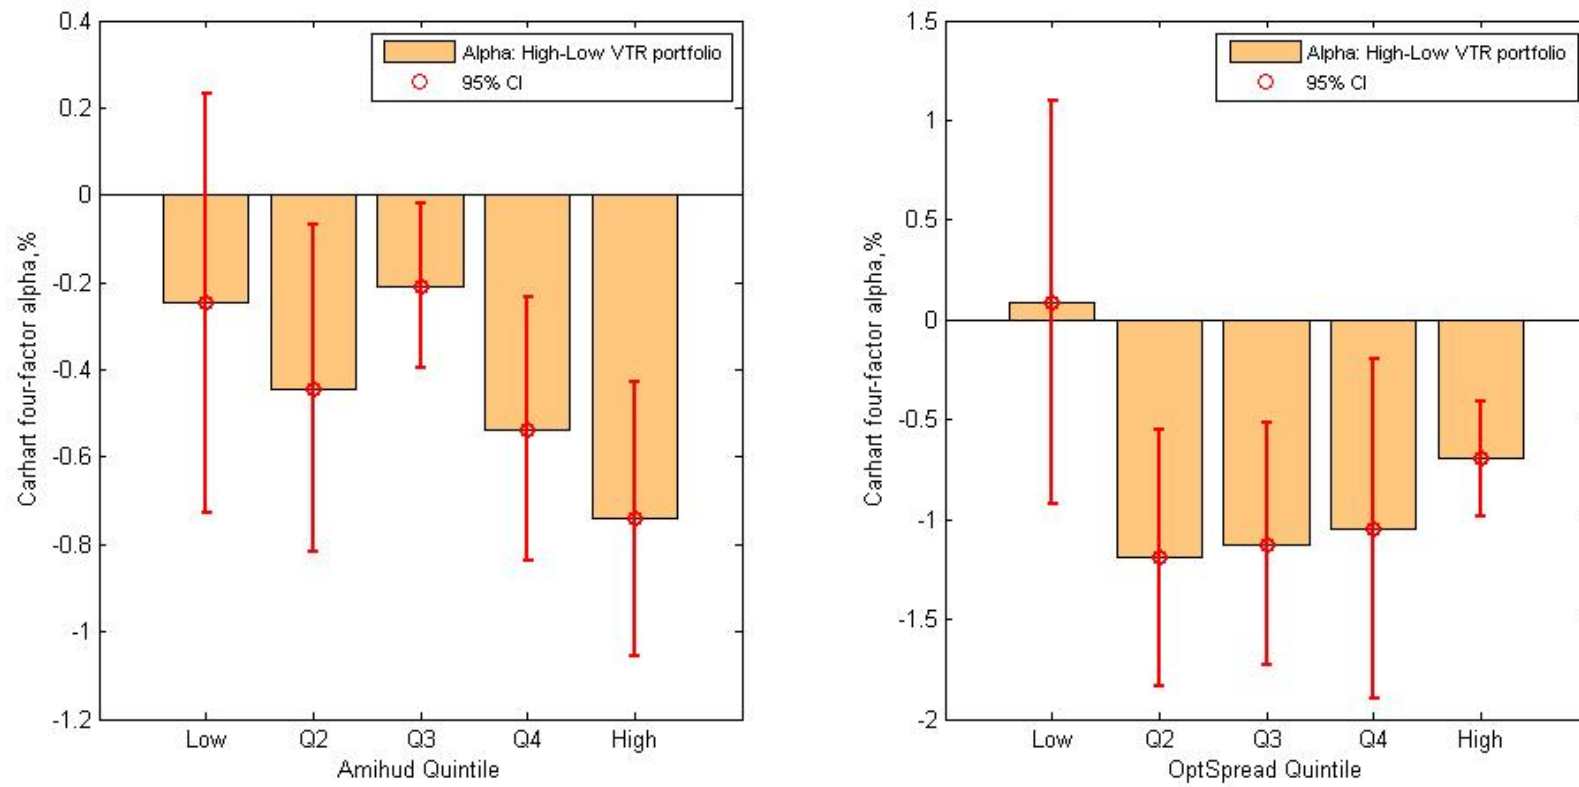 0.4
0.2
0
-0.2
-0.4
-0.6
-0.8
-1
-1.2
Carhart four-factor alpha,%
Alpha: High-Low VTR portfolio
95% CI
Low Q2 Q3 Q4 High
Amihud Quintile
1.5
1
0.5
0
-0.5
-1
-1.5
-2
Carhart four-factor alpha,%
Alpha: High-Low VTR portfolio
95% CI
Low Q2 Q3 Q4 High
OptSpread Quintile